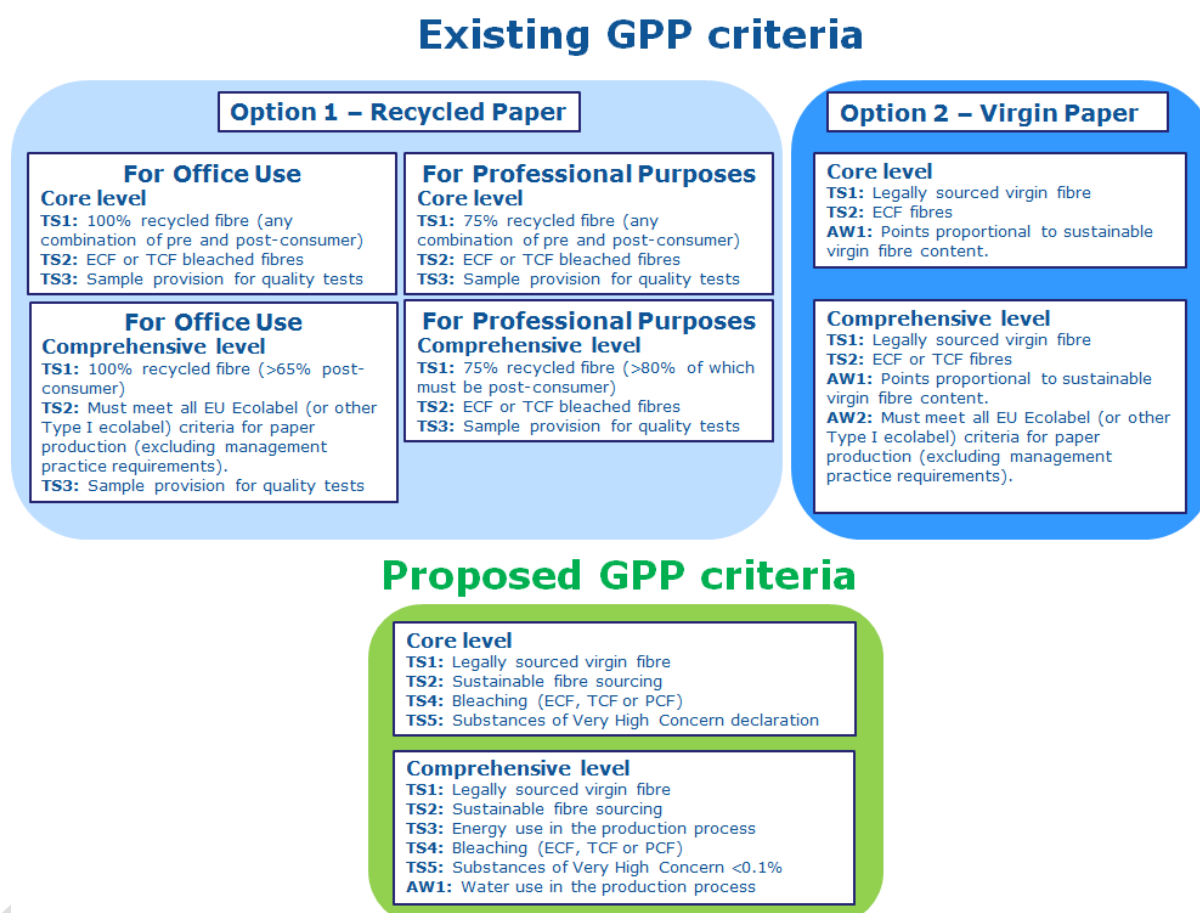 Existing GPP criteria
Option 1 – Recycled Paper
For Office Use
Core level
TS1: 100% recycled fibre (any
combination of pre and post-consumer)
TS2: ECF or TCF bleached fibres
TS3: Sample provision for quality tests
For Professional Purposes
Core level
TS1: 75% recycled fibre (any
combination of pre and post-consumer)
TS2: ECF or TCF bleached fibres
TS3: Sample provision for quality tests
For Office Use
Comprehensive level
TS1: 100% recycled fibre (>65% post-
consumer)
TS2: Must meet all EU Ecolabel (or other
Type I ecolabel) criteria for paper
production (excluding management
practice requirements).
TS3: Sample provision for quality tests
For Professional Purposes
Comprehensive level
TS1: 75% recycled fibre (>80% of which
must be post-consumer)
TS2: ECF or TCF bleached fibres
TS3: Sample provision for quality tests
Option 2 – Virgin Paper
Core level
TS1: Legally sourced virgin fibre
TS2: ECF fibres
AW1: Points proportional to sustainable
virgin fibre content.
Comprehensive level
TS1: Legally sourced virgin fibre
TS2: ECF or TCF fibres
AW1: Points proportional to sustainable
virgin fibre content.
AW2: Must meet all EU Ecolabel (or other
Type I ecolabel) criteria for paper
production (excluding management
practice requirements).
Proposed GPP criteria
Core level
TS1: Legally sourced virgin fibre
TS2: Sustainable fibre sourcing
TS4: Bleaching (ECF, TCF or PCF)
TS5: Substances of Very High Concern declaration
Comprehensive level
TS1: Legally sourced virgin fibre
TS2: Sustainable fibre sourcing
TS3: Energy use in the production process
TS4: Bleaching (ECF, TCF or PCF)
TS5: Substances of Very High Concern <0.1%
AW1: Water use in the production process